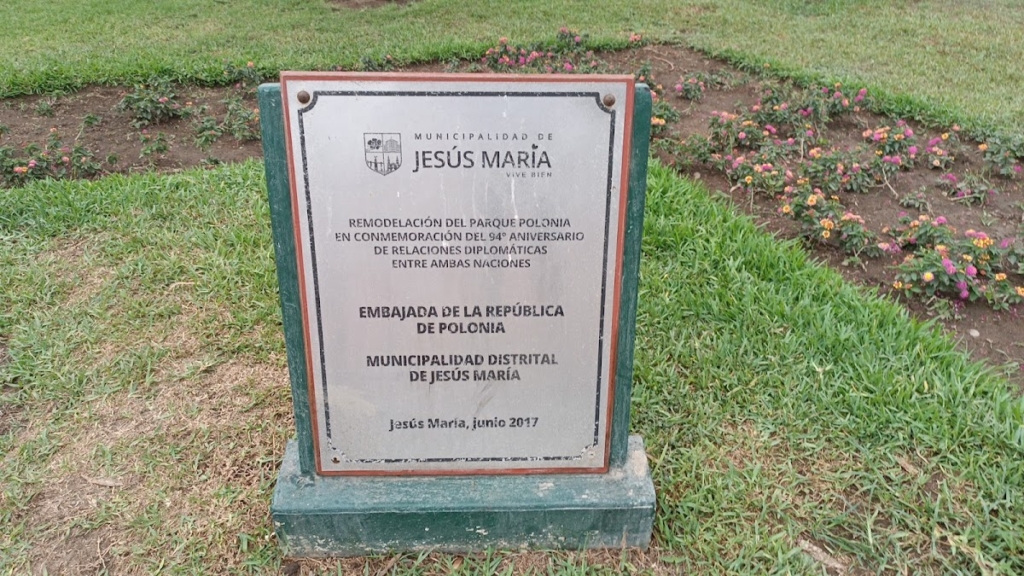 MUNICIPALIDAD DE
JESÚS MARÍA
VIVE BIEN
REMODELACIÓN DEL PARQUE POLONIA
EN CONMEMORACIÓN DEL 94° ANIVERSARIO
DE RELACIONES DIPLOMÁTICAS
ENTRE AMBAS NACIONES
EMBAJADA DE LA REPÚBLICA
DE POLONIA
MUNICIPALIDAD DISTRITAL
DE JESÚS MARÍA
Jesús María, junio 2017